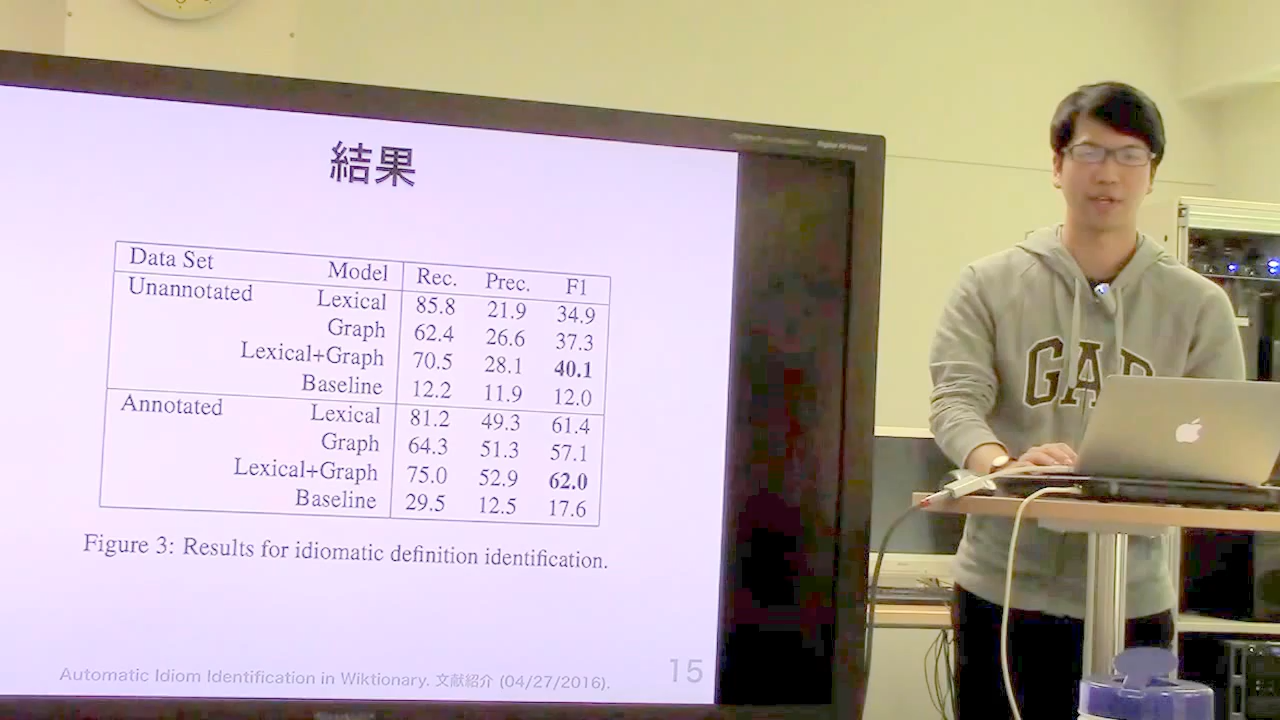 結果
Data Set Model Rec. Prec. F1
Unannotated Lexical 85.8 21.9 34.9
Graph 62.4 26.6 37.3
Lexical+Graph 70.5 28.1 40.1
Baseline 12.2 11.9 12.0
Annotated Lexical 81.2 49.3 61.4
Graph 64.3 51.3 57.1
Lexical+Graph 75.0 52.9 62.0
Baseline 29.5 12.5 17.6
Figure 3: Results for idiomatic definition identification.
Automatic Idiom Identification in Wiktionary. 文献紹介 (04/27/2016).
15
GAP